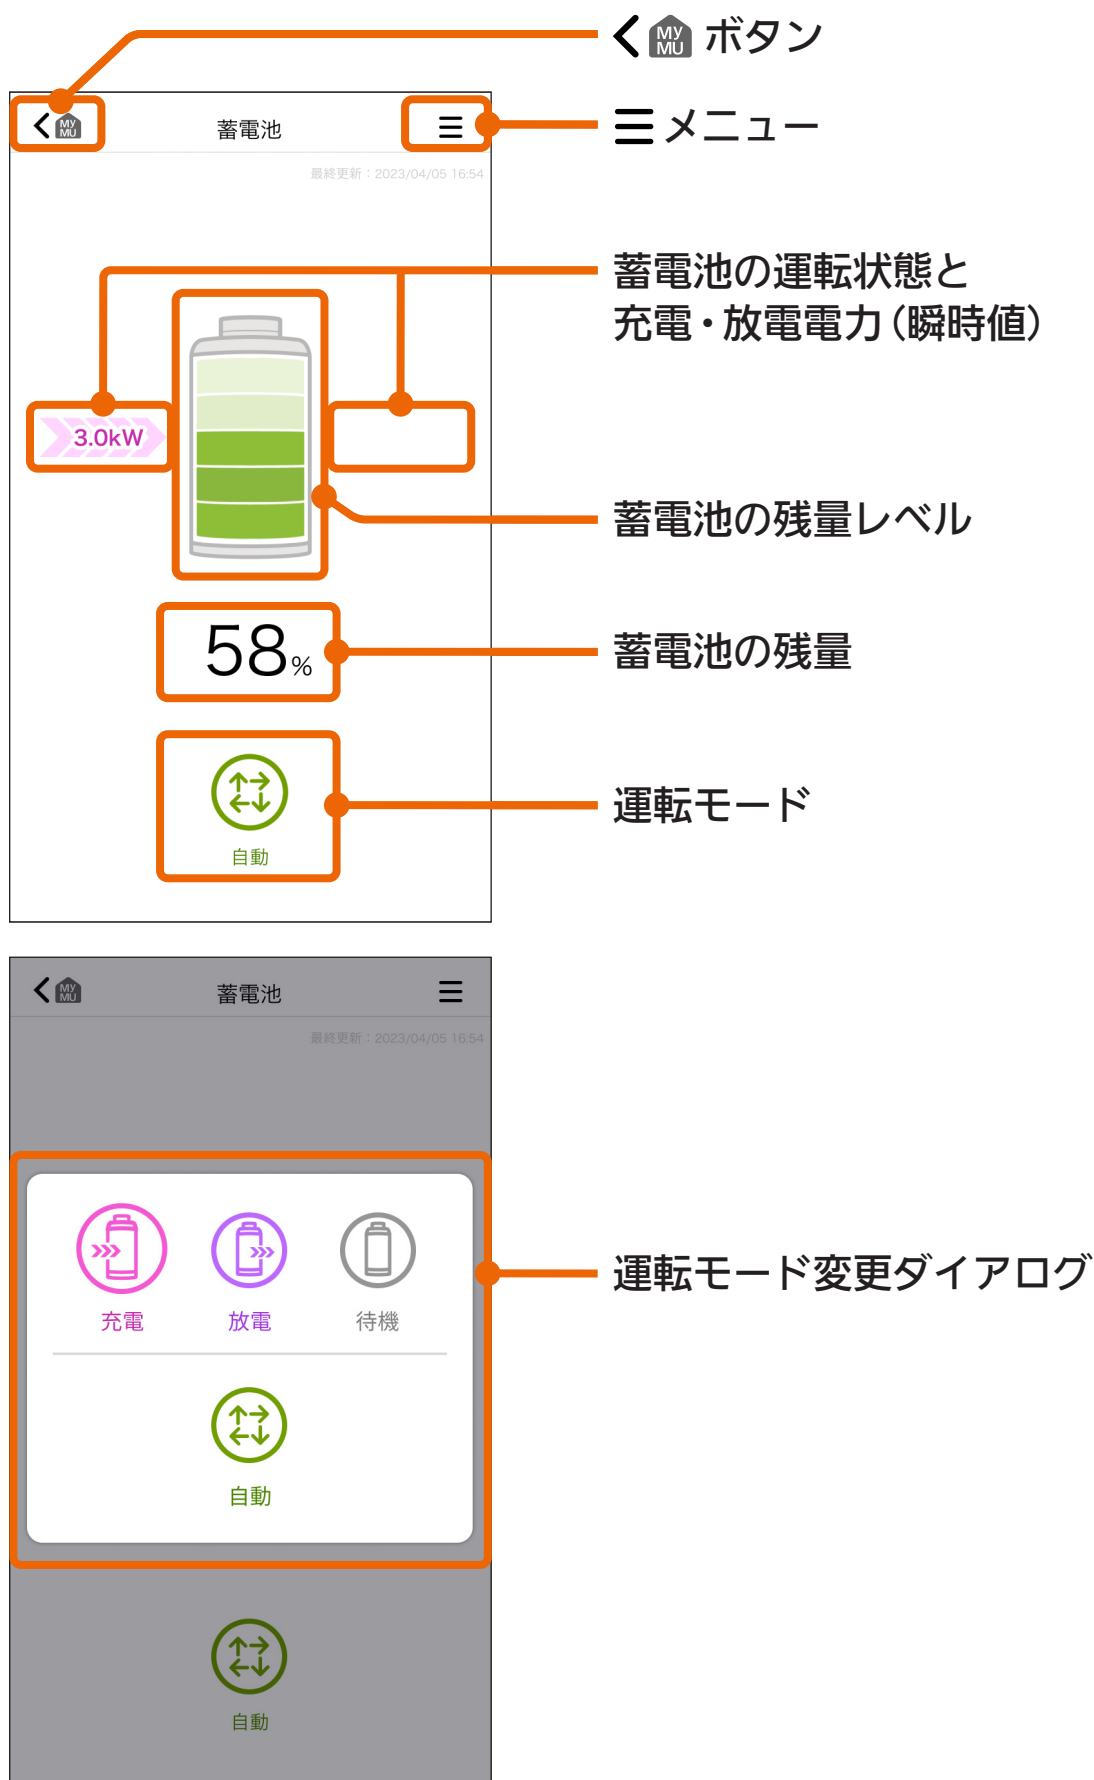 MY MU ボタン
MY MU
蓄電池
メニュー
最終更新：2023/04/05 16:54
蓄電池の運転状態と
充電・放電電力（瞬時値）
3.0kW
蓄電池の残量レベル
58%
蓄電池の残量
運転モード
自動
MY MU
蓄電池
最終更新：2023/04/05 16:54
充電
放電
待機
運転モード変更ダイアログ
自動
自動